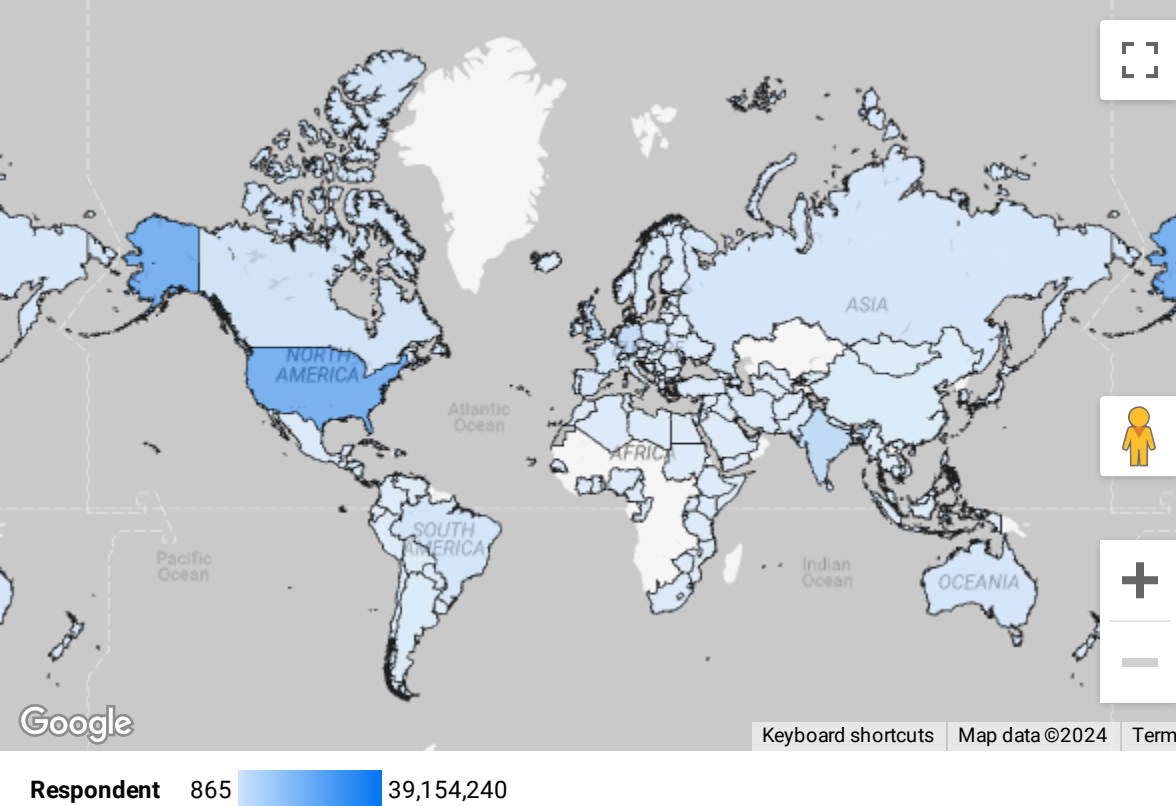 ASIA
NORTH
AMERICA
Atlantic
Ocean
AFRICA
SOUTH
AMERICA
Pacific
Ocean
Indian
Ocean
OCEANIA
Google
Keyboard shortcuts
Map data ©2024
Term
Respondent 865 39,154,240